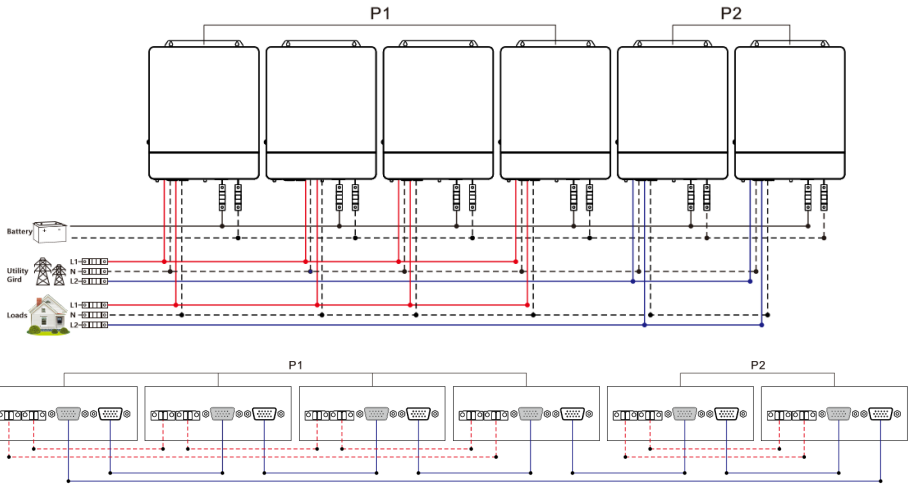 P1
P2
Battery
Utility
Gird
L1
N
L2
Loads
L1
N
L2
P1
P2